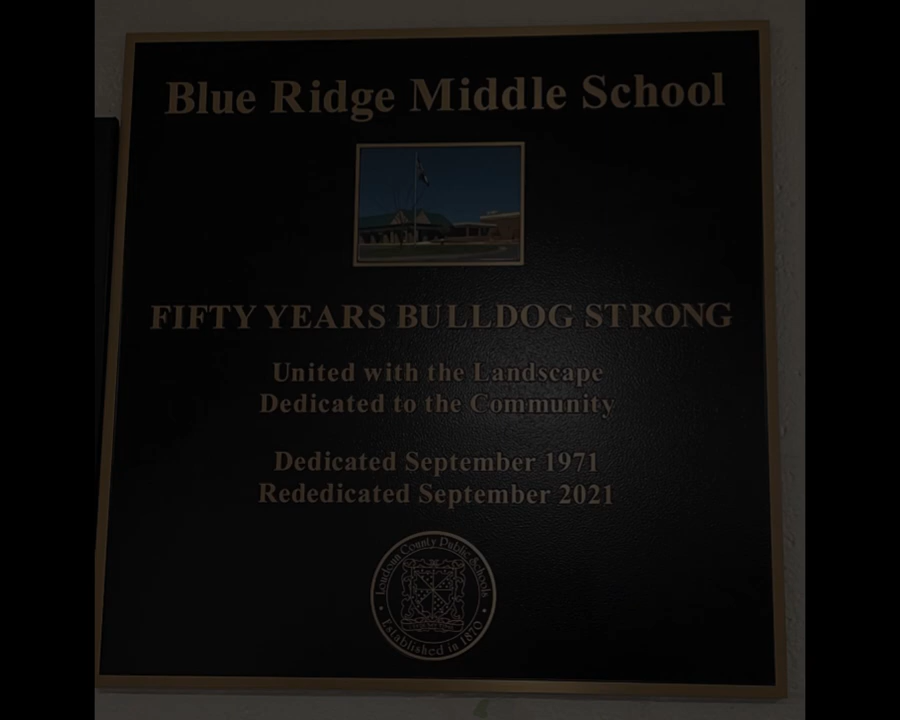 Blue Ridge Middle School
FIFTY YEARS BULLDOG STRONG
United with the Landscape
Dedicated to the Community
Dedicated September 1971
Rededicated September 2021
Loudoun County Public Schools
Established in 1870